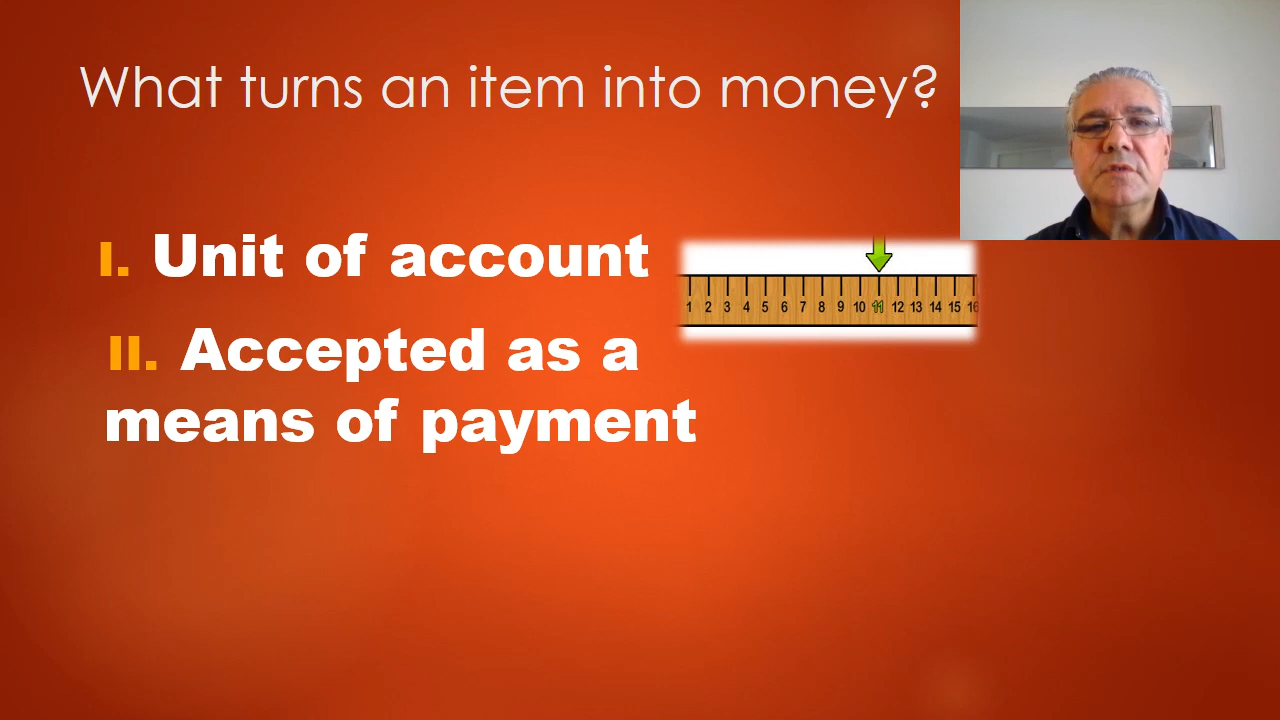 What turns an item into money?
I. Unit of account
1 2 3 4 5 6 7 8 9 10 11 12 13 14 15 16
II. Accepted as a
means of payment